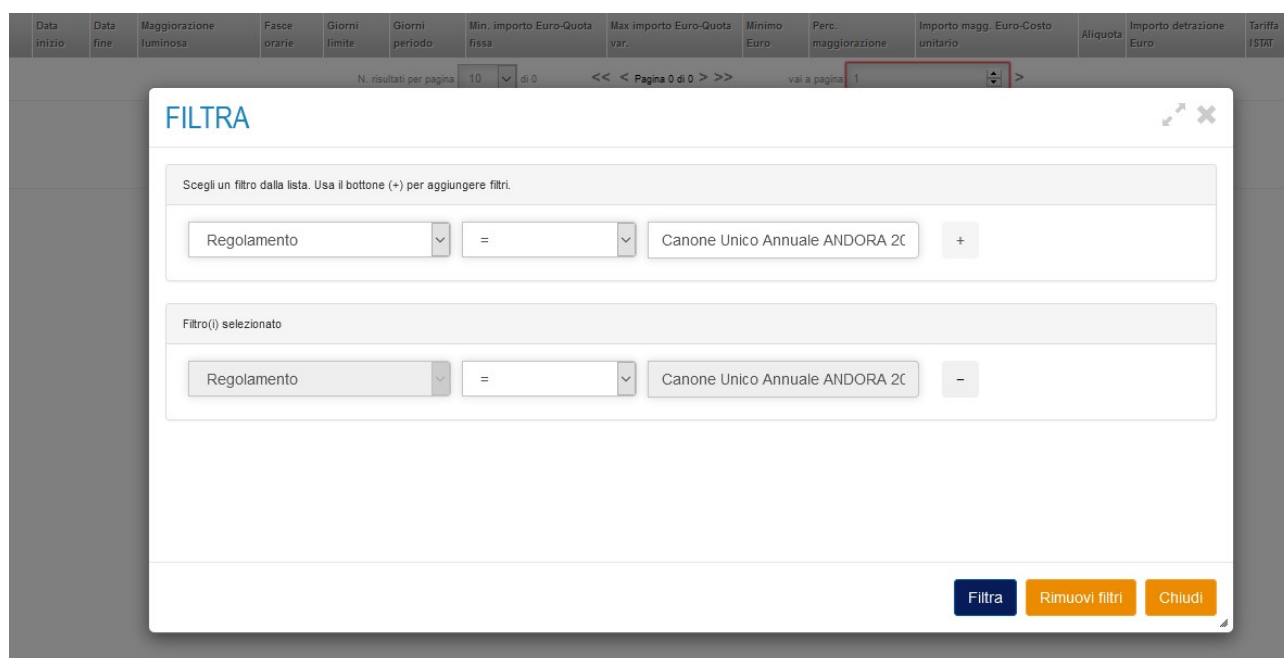 Data inizio
Data fine
Maggiorazione luminosa
Fasce orarie
Giorni limite
Giorni periodo
Min. importo Euro-Quota fissa
Max importo Euro-Quota var.
Minimo Euro
Perc. maggiorazione
Importo magg. Euro-Costo unitario
Aliquota
Importo detrazione Euro
Tariffa ISTAT
N. risultati per pagina 10 di 0 << < Pagina 0 di 0 > >> vai a pagina 1 >
FILTRA
Scegli un filtro dalla lista. Usa il bottone (+) per aggiungere filtri.
Regolamento = Canone Unico Annuale ANDORA 20 +
Filtro(i) selezionato
Regolamento = Canone Unico Annuale ANDORA 20 −
Filtra Rimuovi filtri Chiudi